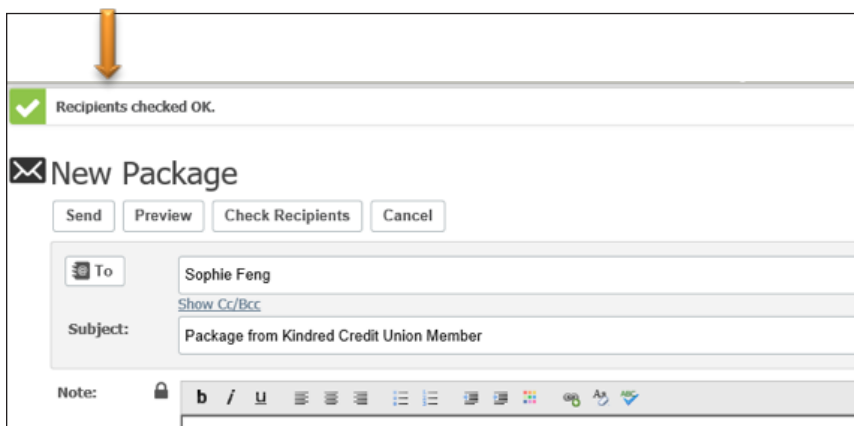 Recipients checked OK.
New Package
Send Preview Check Recipients Cancel
To Sophie Feng
Show Cc/Bcc
Subject: Package from Kindred Credit Union Member
Note: b i u